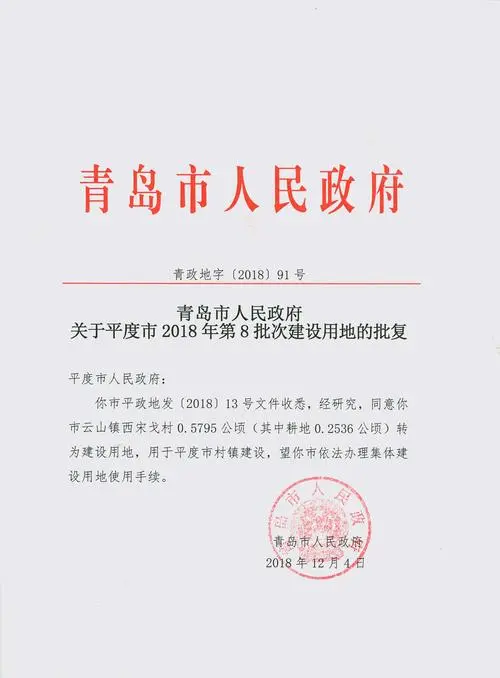 青岛市人民政府
青政地字〔2018〕91号
青岛市人民政府
关于平度市2018年第8批次建设用地的批复
平度市人民政府：
你市平政地发〔2018〕13号文件收悉，经研究，同意你
市云山镇西宋戈村0.5795公顷（其中耕地0.2536公顷）转
为建设用地，用于平度市村镇建设，望你市依法办理集体建
设用地使用手续。
青岛市人民政府
青岛市人民政府
2018年12月4日